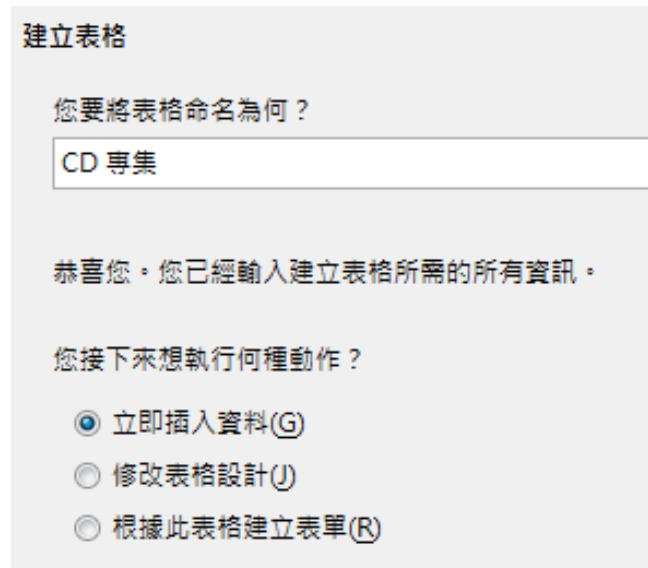 建立表格
您要將表格命名為何？
CD 專集
恭喜您。您已經輸入建立表格所需的所有資訊。
您接下來想執行何種動作？
立即插入資料(G)
修改表格設計(J)
根據此表格建立表單(R)